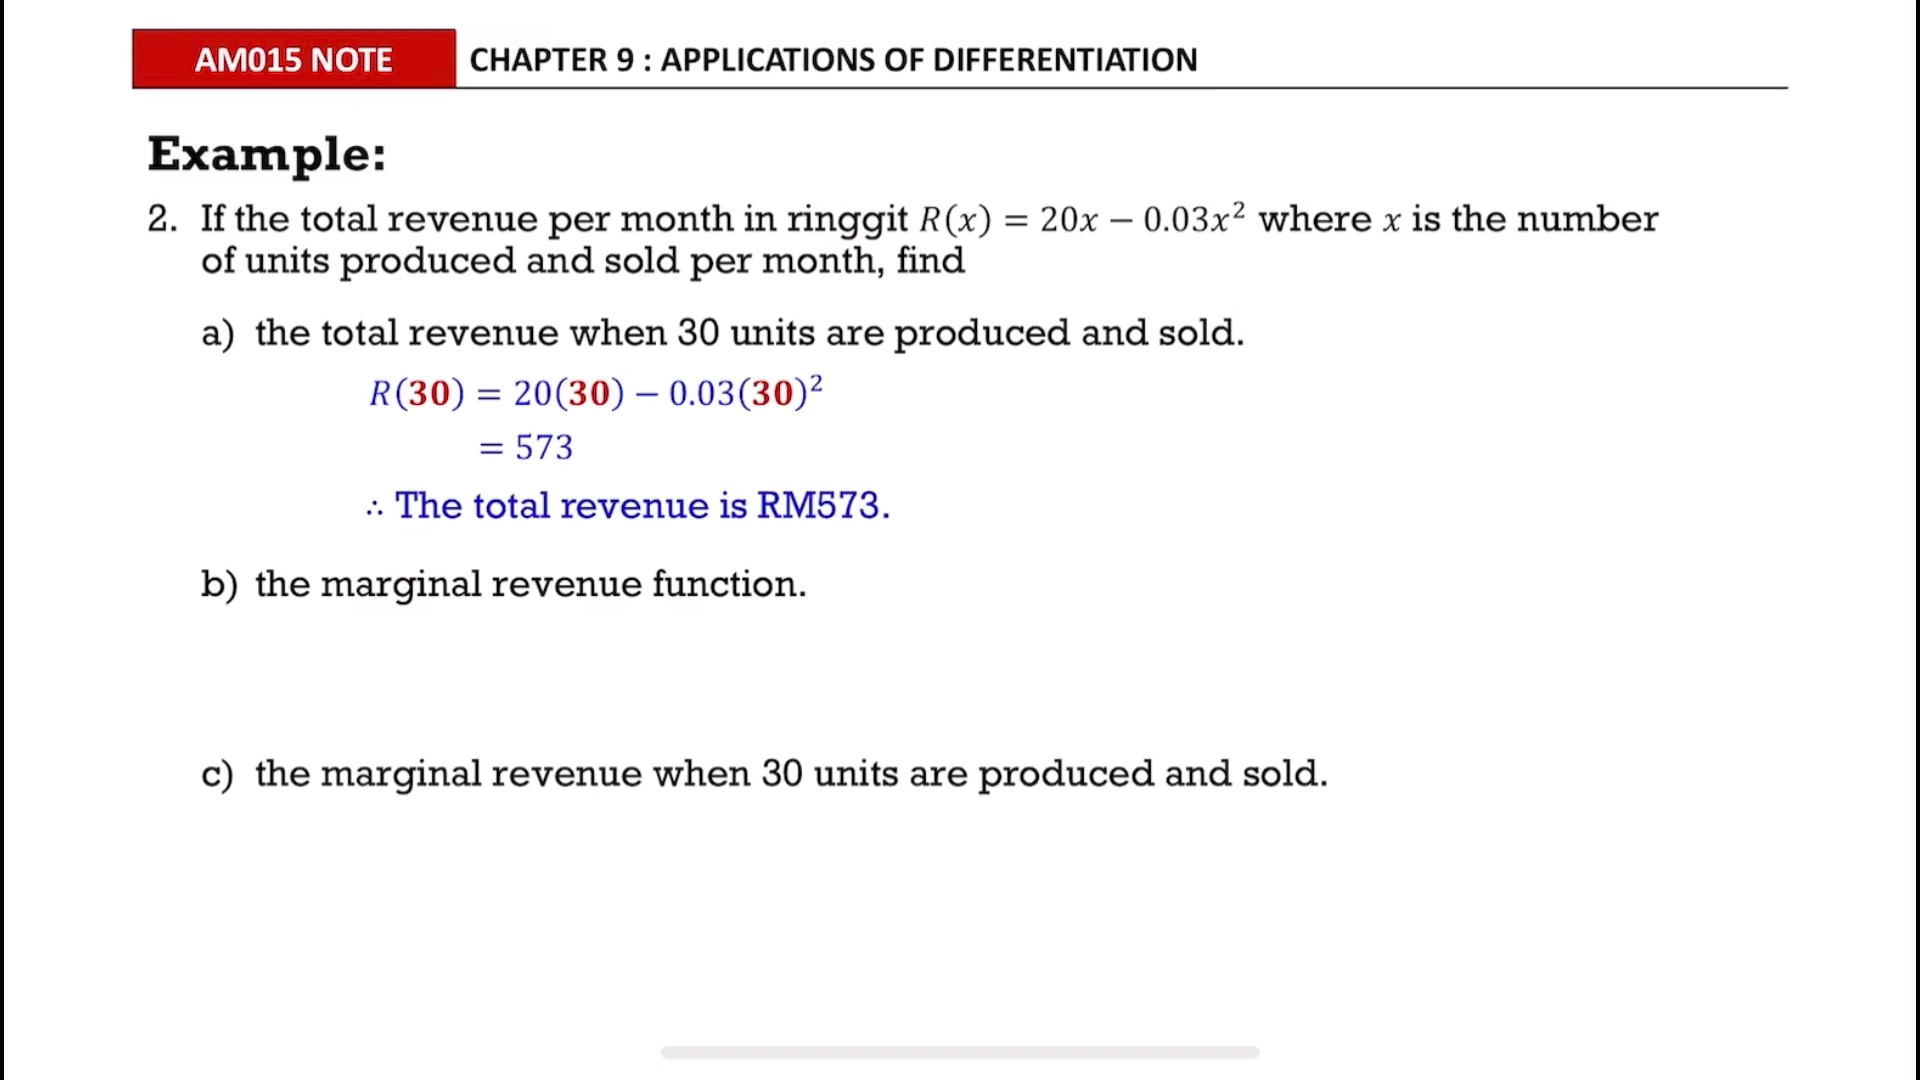 AM015 NOTE
CHAPTER 9 : APPLICATIONS OF DIFFERENTIATION
Example:
2. If the total revenue per month in ringgit R(x) = 20x − 0.03x² where x is the number
of units produced and sold per month, find
a) the total revenue when 30 units are produced and sold.
R(30) = 20(30) − 0.03(30)²
= 573
∴ The total revenue is RM573.
b) the marginal revenue function.
c) the marginal revenue when 30 units are produced and sold.